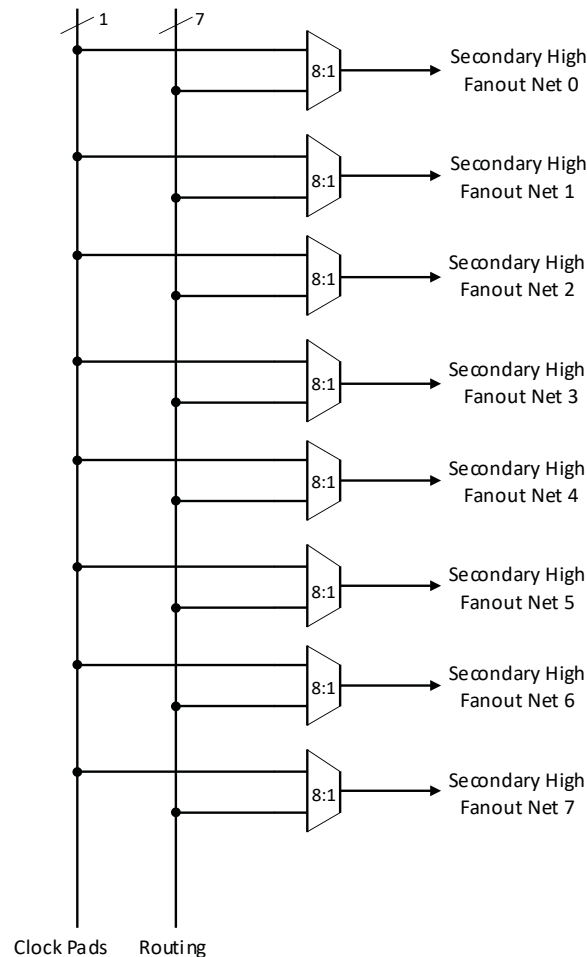 1
7
8:1
Secondary High
Fanout Net 0
8:1
Secondary High
Fanout Net 1
8:1
Secondary High
Fanout Net 2
8:1
Secondary High
Fanout Net 3
8:1
Secondary High
Fanout Net 4
8:1
Secondary High
Fanout Net 5
8:1
Secondary High
Fanout Net 6
8:1
Secondary High
Fanout Net 7
Clock Pads
Routing